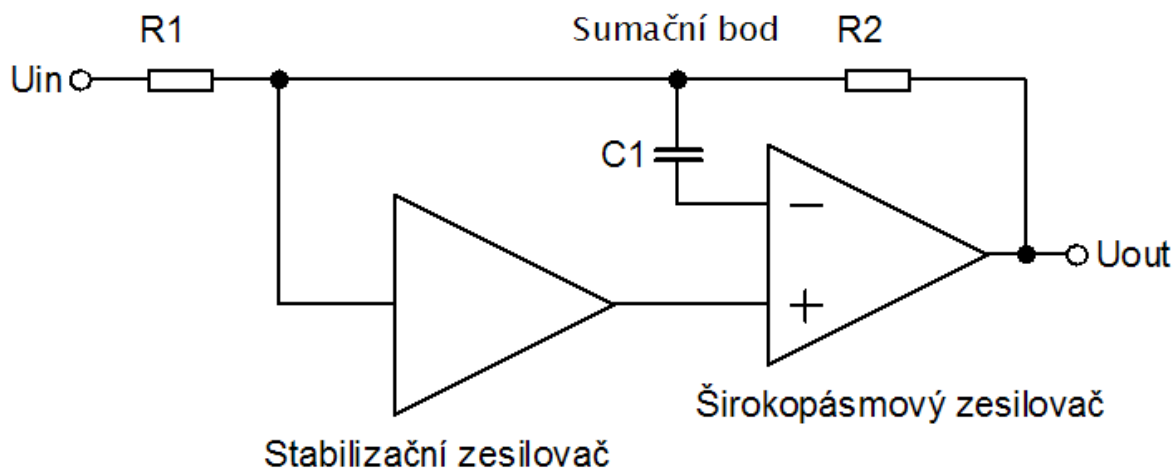 R1
Sumační bod
R2
Uin
C1
−
Uout
+
Širokopásmový zesilovač
Stabilizační zesilovač